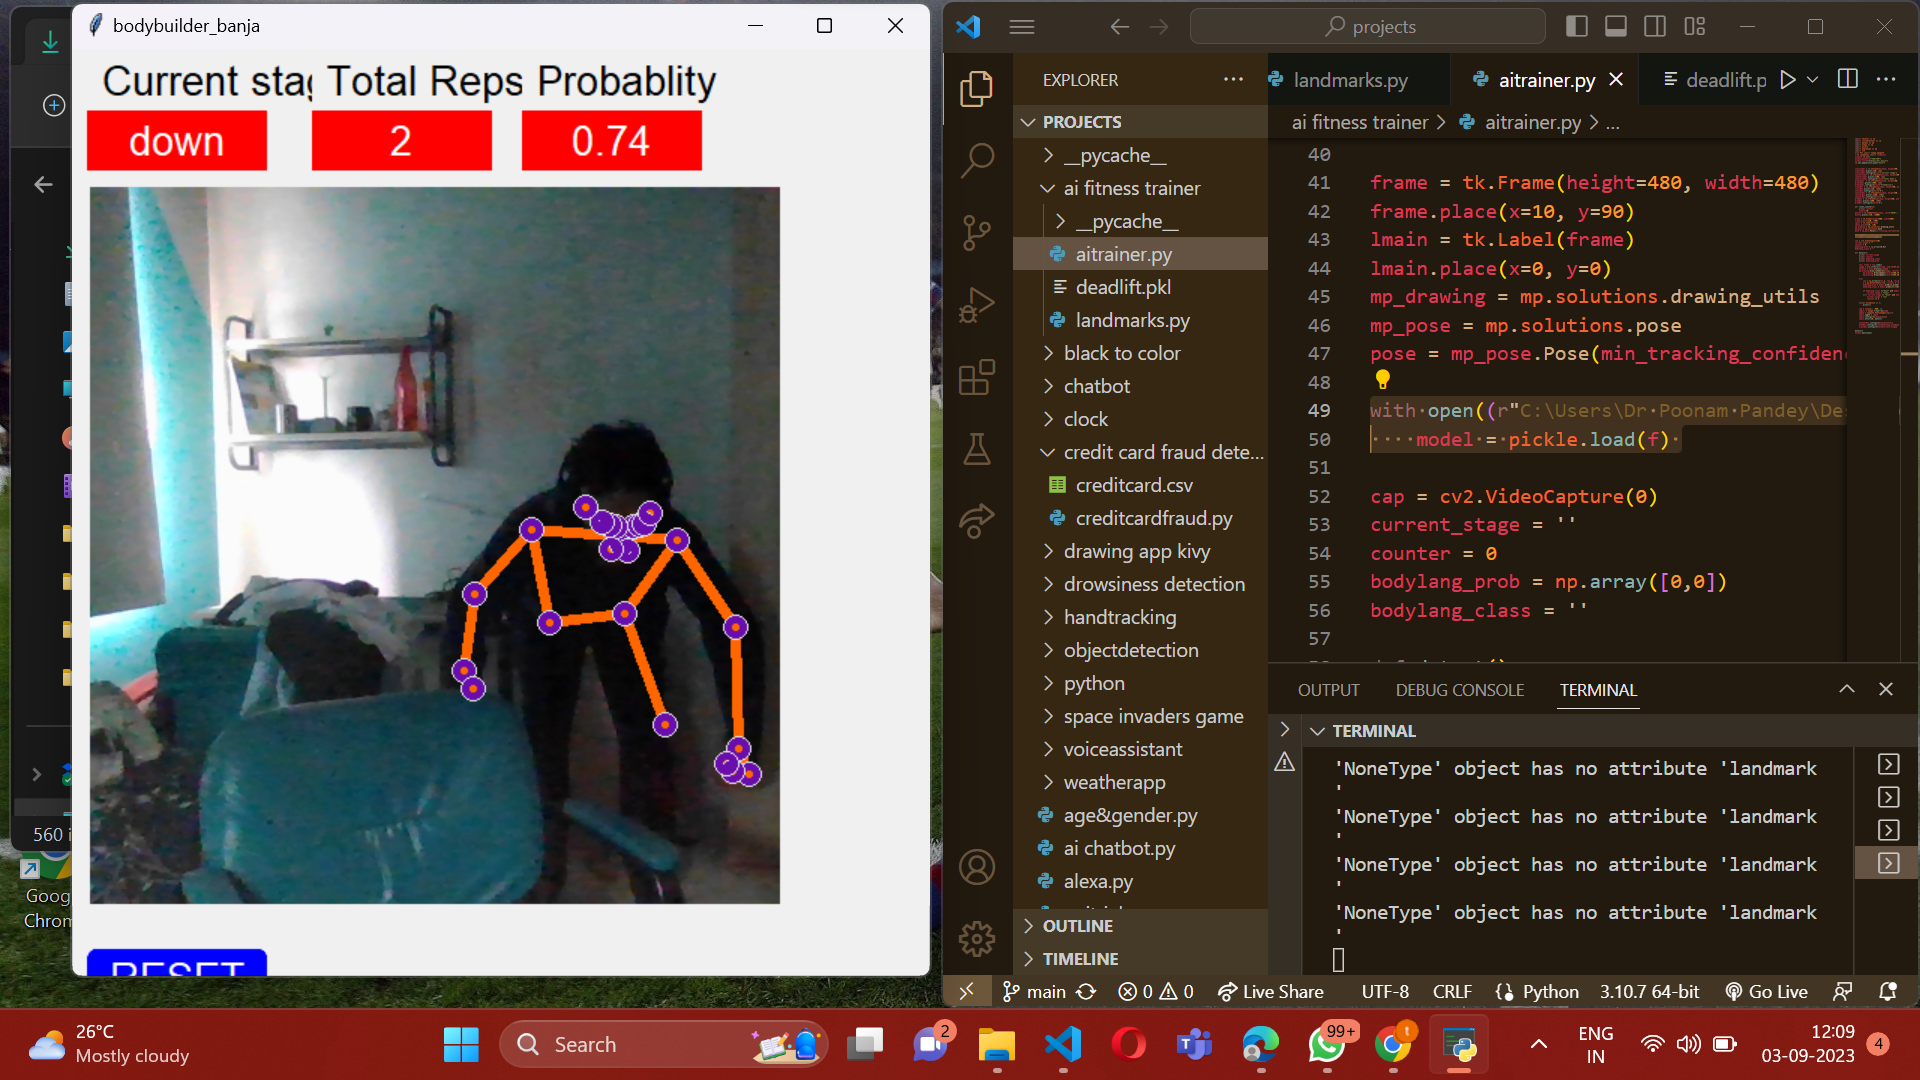 bodybuilder_banja
Current stag Total Reps Probablity
down 2 0.74
RESET
560 i
Goog
Chrom
projects
EXPLORER
PROJECTS
__pycache__
ai fitness trainer
__pycache__
aitrainer.py
deadlift.pkl
landmarks.py
black to color
chatbot
clock
credit card fraud dete...
creditcard.csv
creditcardfraud.py
drawing app kivy
drowsiness detection
handtracking
objectdetection
python
space invaders game
voiceassistant
weatherapp
age&gender.py
ai chatbot.py
alexa.py
OUTLINE
TIMELINE
landmarks.py aitrainer.py deadlift.p
ai fitness trainer > aitrainer.py > ...
40
41 frame = tk.Frame(height=480, width=480)
42 frame.place(x=10, y=90)
43 lmain = tk.Label(frame)
44 lmain.place(x=0, y=0)
45 mp_drawing = mp.solutions.drawing_utils
46 mp_pose = mp.solutions.pose
47 pose = mp_pose.Pose(min_tracking_confiden
48
49 with open((r"C:\Users\Dr Poonam Pandey\Des
50 model = pickle.load(f)
51
52 cap = cv2.VideoCapture(0)
53 current_stage = ''
54 counter = 0
55 bodylang_prob = np.array([0,0])
56 bodylang_class = ''
57
OUTPUT DEBUG CONSOLE TERMINAL
TERMINAL
'NoneType' object has no attribute 'landmark
'
'NoneType' object has no attribute 'landmark
'
'NoneType' object has no attribute 'landmark
'
'NoneType' object has no attribute 'landmark
'
main 0 0 Live Share UTF-8 CRLF Python 3.10.7 64-bit Go Live
26°C
Mostly cloudy
Search
2
99+
t
ENG
IN
12:09
03-09-2023
4